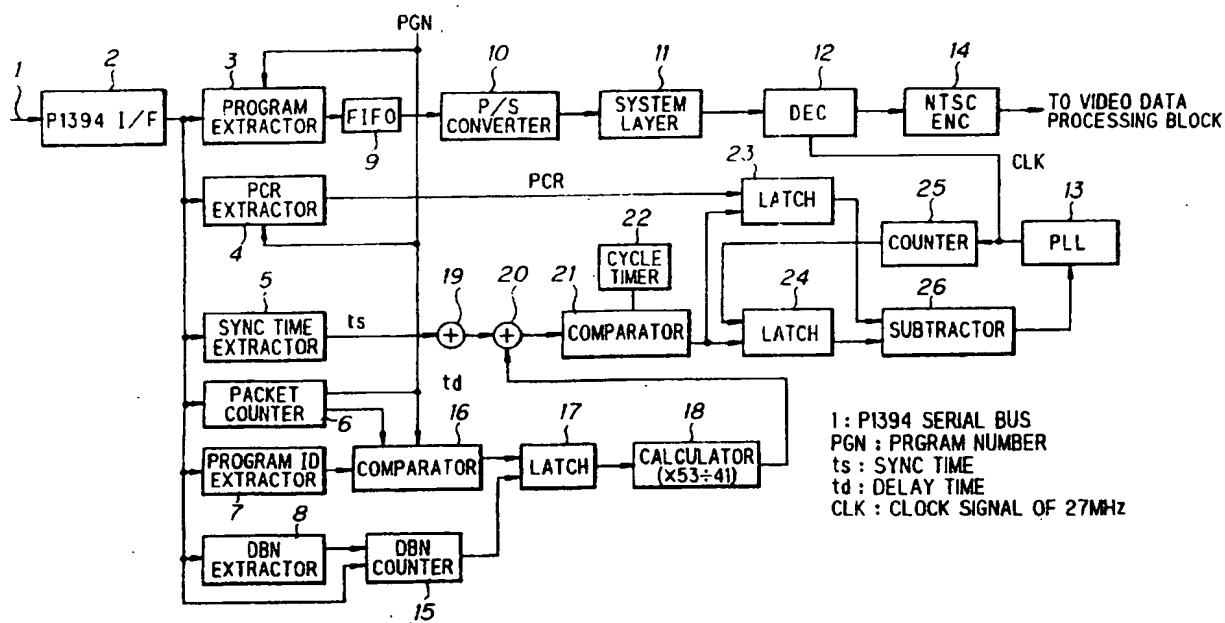 PGN
1
2
P1394 I/F
3
PROGRAM
EXTRACTOR
FIFO
9
10
P/S
CONVERTER
11
SYSTEM
LAYER
12
DEC
14
NTSC
ENC
TO VIDEO DATA
PROCESSING BLOCK
PCR
EXTRACTOR
4
PCR
23
LATCH
CLK
25
COUNTER
13
PLL
22
CYCLE
TIMER
5
SYNC TIME
EXTRACTOR
ts
19
+
20
+
21
COMPARATOR
24
LATCH
26
SUBTRACTOR
PACKET
COUNTER
6
td
16
COMPARATOR
17
LATCH
18
CALCULATOR
(X53÷41)
PROGRAM ID
EXTRACTOR
7
8
DBN
EXTRACTOR
DBN
COUNTER
15
1 : P1394 SERIAL BUS
PGN : PRGRAM NUMBER
ts : SYNC TIME
td : DELAY TIME
CLK : CLOCK SIGNAL OF 27MHz